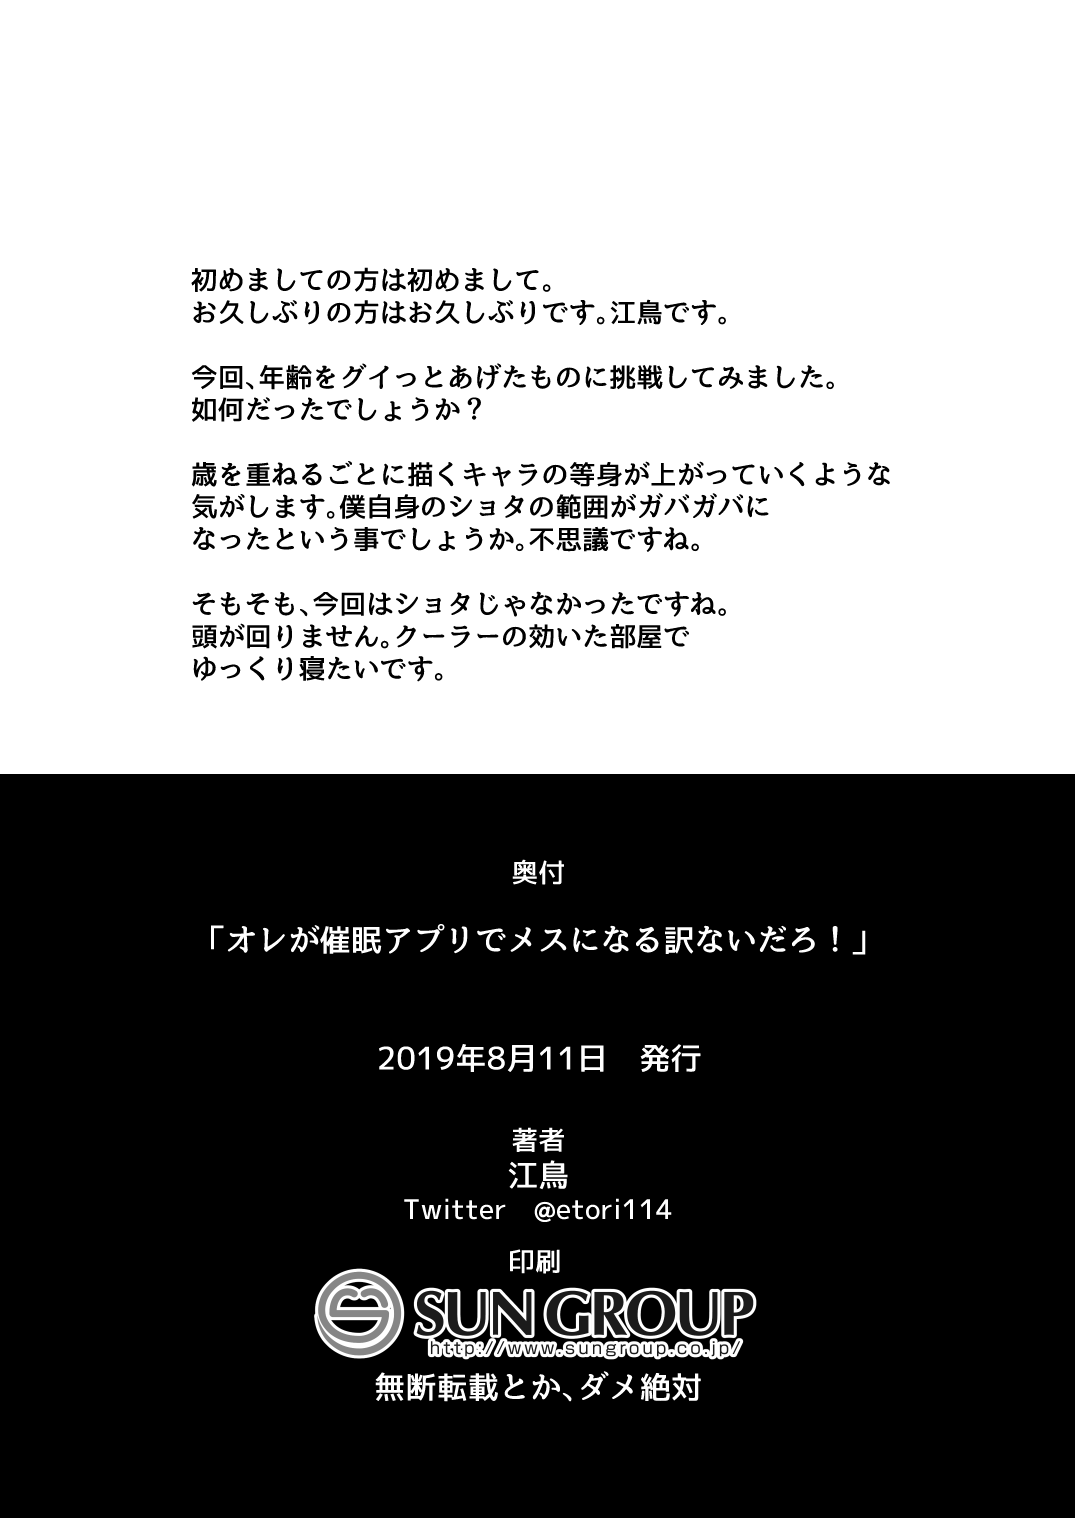 初めましての方は初めまして。
お久しぶりの方はお久しぶりです。江鳥です。
今回、年齢をグイっとあげたものに挑戦してみました。
如何だったでしょうか？
歳を重ねるごとに描くキャラの等身が上がっていくような
気がします。僕自身のショタの範囲がガバガバに
なったという事でしょうか。不思議ですね。
そもそも、今回はショタじゃなかったですね。
頭が回りません。クーラーの効いた部屋で
ゆっくり寝たいです。
奥付
「オレが催眠アプリでメスになる訳ないだろ！」
2019年8月11日　発行
著者
江鳥
Twitter　@etori114
印刷
SUN GROUP
http://www.sungroup.co.jp/
無断転載とか、ダメ絶対